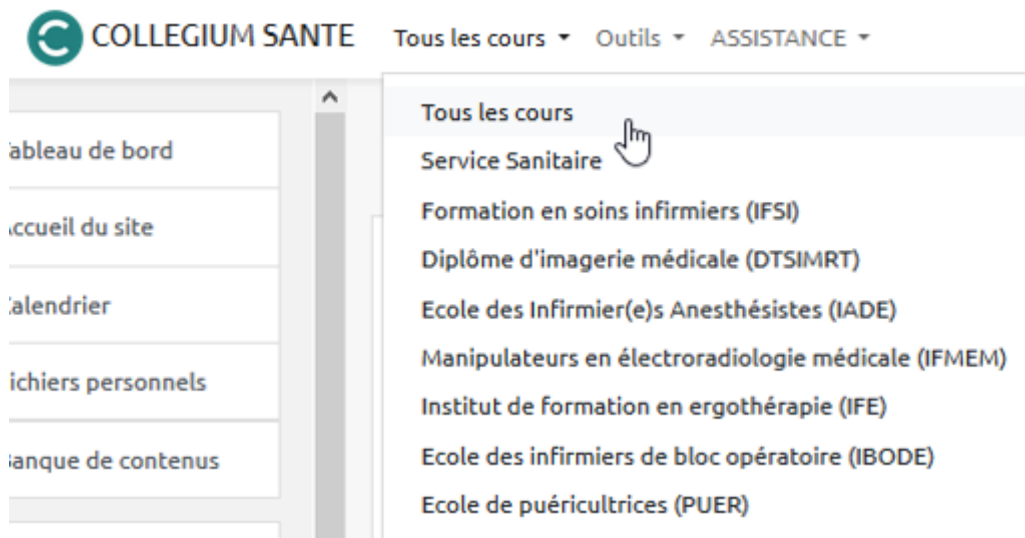 COLLEGIUM SANTE Tous les cours Outils ASSISTANCE
Tous les cours
Service Sanitaire
Formation en soins infirmiers (IFSI)
Diplôme d'imagerie médicale (DTSIMRT)
Ecole des Infirmier(e)s Anesthésistes (IADE)
Manipulateurs en électroradiologie médicale (IFMEM)
Institut de formation en ergothérapie (IFE)
Ecole des infirmiers de bloc opératoire (IBODE)
Ecole de puéricultrices (PUER)
ableau de bord
ccueil du site
alendrier
ichiers personnels
anque de contenus